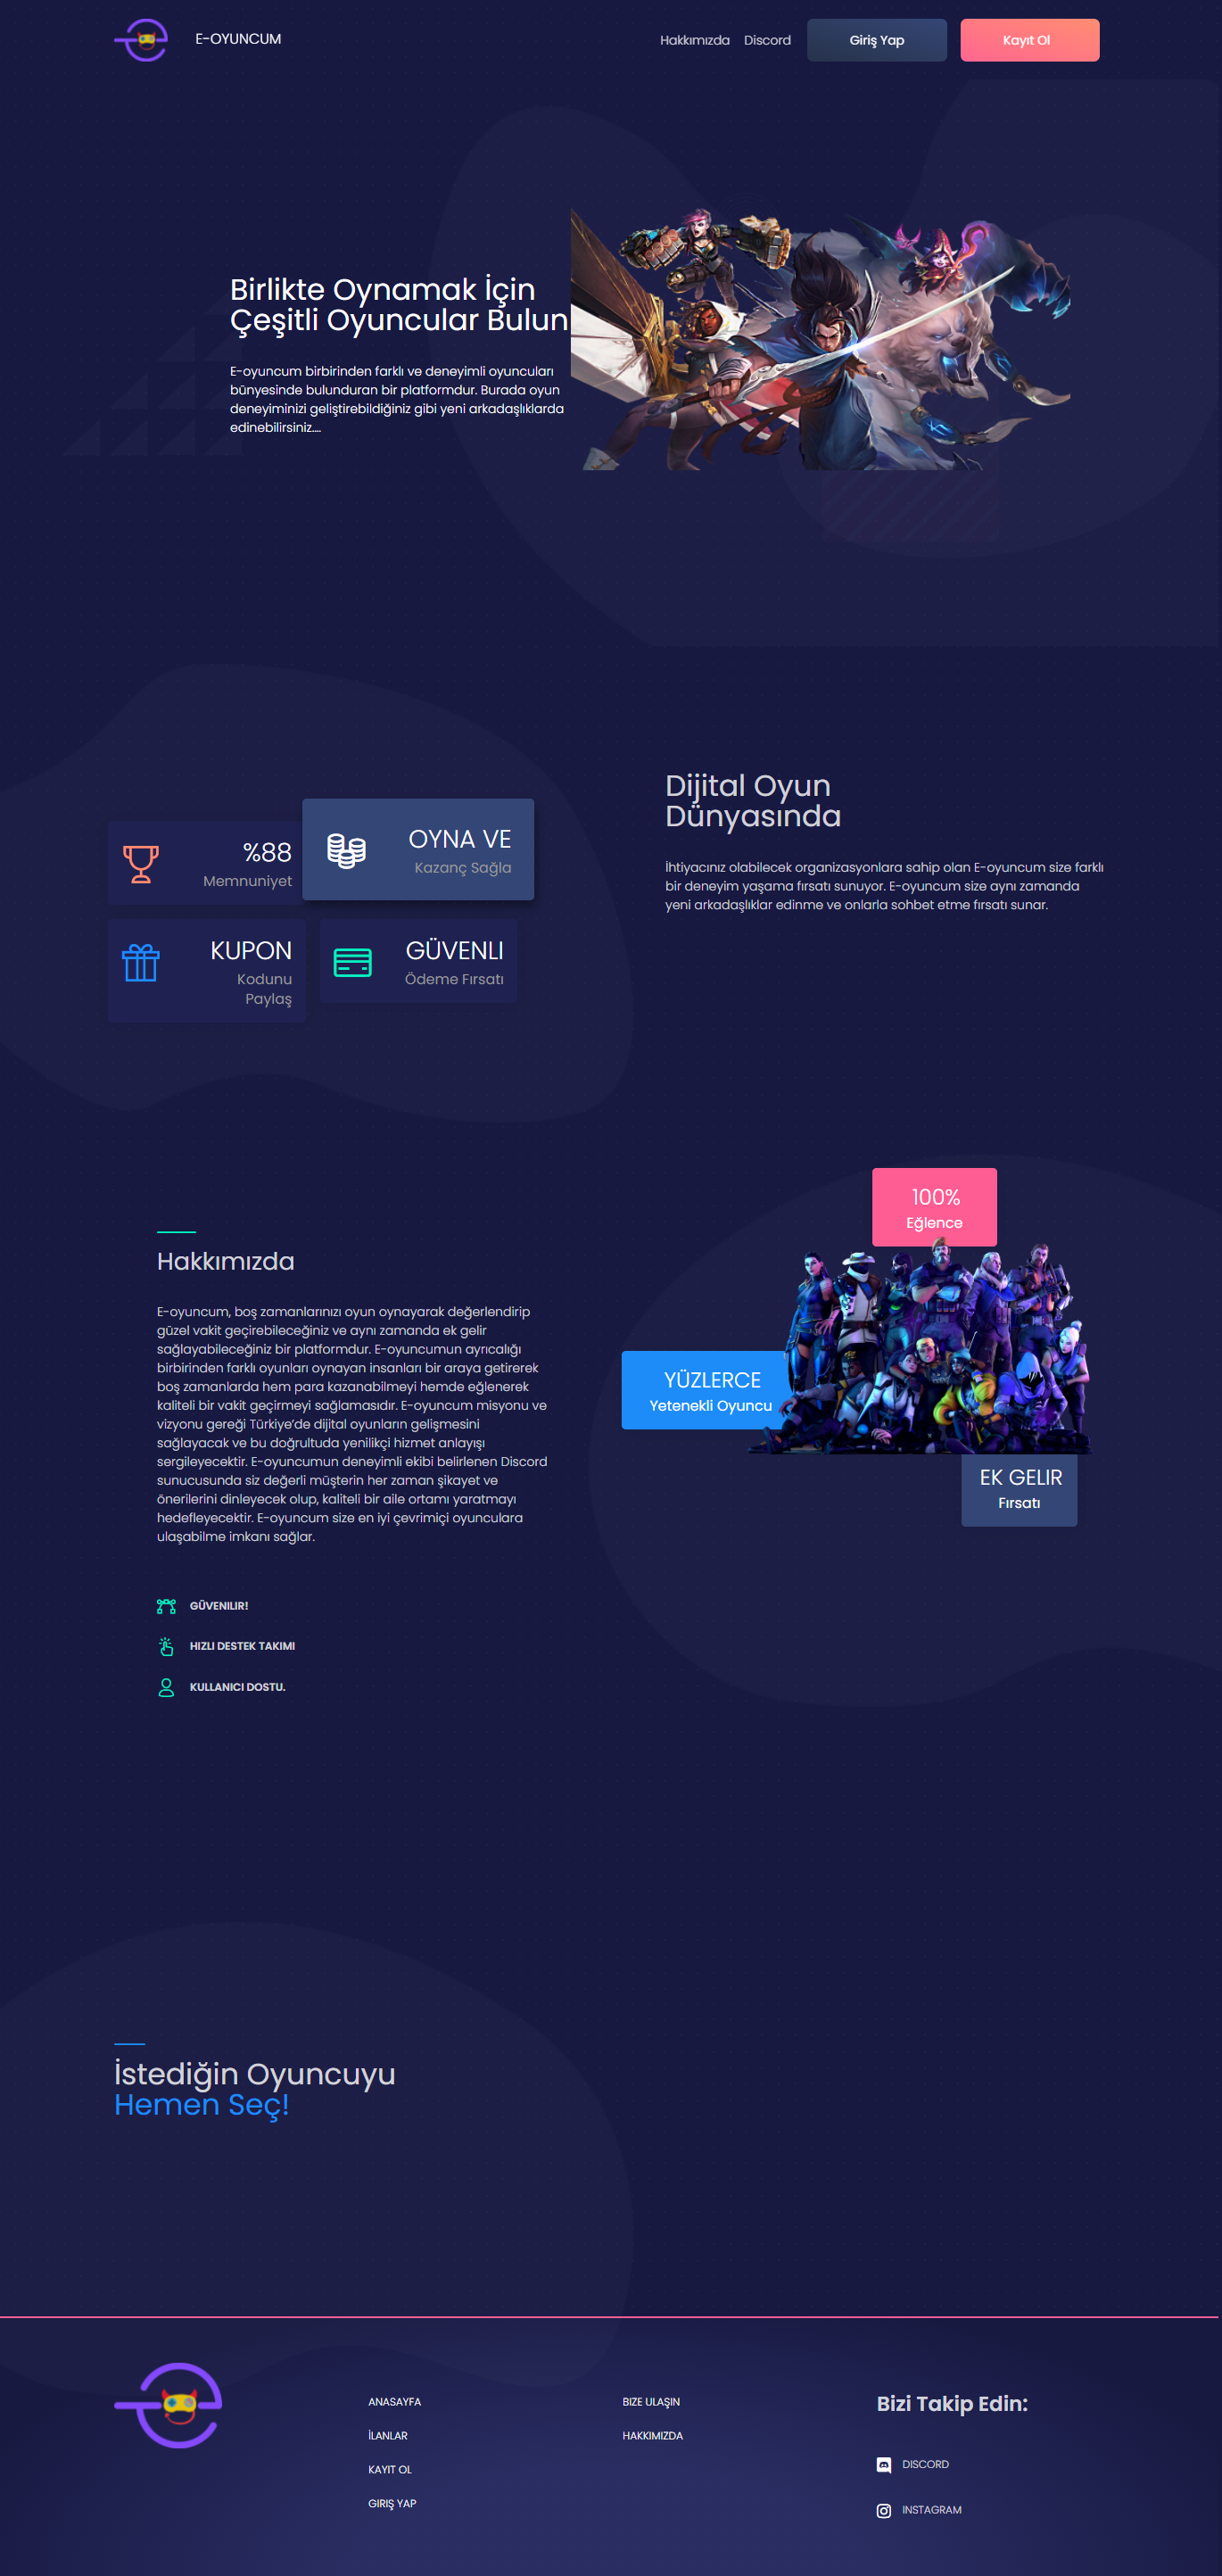 E-OYUNCUM
Hakkımızda
Discord
Giriş Yap
Kayıt Ol
Birlikte Oynamak İçin
Çeşitli Oyuncular Bulun
E-oyuncum birbirinden farklı ve deneyimli oyuncuları
bünyesinde bulunduran bir platformdur. Burada oyun
deneyiminizi geliştirebildiğiniz gibi yeni arkadaşlıklarda
edinebilirsiniz....
%88
Memnuniyet
OYNA VE
Kazanç Sağla
KUPON
Kodunu
Paylaş
GÜVENLI
Ödeme Fırsatı
Dijital Oyun
Dünyasında
İhtiyacınız olabilecek organizasyonlara sahip olan E-oyuncum size farklı
bir deneyim yaşama fırsatı sunuyor. E-oyuncum size aynı zamanda
yeni arkadaşlıklar edinme ve onlarla sohbet etme fırsatı sunar.
Hakkımızda
E-oyuncum, boş zamanlarınızı oyun oynayarak değerlendirip
güzel vakit geçirebileceğiniz ve aynı zamanda ek gelir
sağlayabileceğiniz bir platformdur. E-oyuncumun ayrıcalığı
birbirinden farklı oyunları oynayan insanları bir araya getirerek
boş zamanlarda hem para kazanabilmeyi hemde eğlenerek
kaliteli bir vakit geçirmeyi sağlamasıdır. E-oyuncum misyonu ve
vizyonu gereği Türkiye'de dijital oyunların gelişmesini
sağlayacak ve bu doğrultuda yenilikçi hizmet anlayışı
sergileyecektir. E-oyuncumun deneyimli ekibi belirlenen Discord
sunucusunda siz değerli müşterin her zaman şikayet ve
önerilerini dinleyecek olup, kaliteli bir aile ortamı yaratmayı
hedefleyecektir. E-oyuncum size en iyi çevrimiçi oyunculara
ulaşabilme imkanı sağlar.
GÜVENILIR!
HIZLI DESTEK TAKIMI
KULLANICI DOSTU.
100%
Eğlence
YÜZLERCE
Yetenekli Oyuncu
EK GELIR
Fırsatı
İstediğin Oyuncuyu
Hemen Seç!
ANASAYFA
İLANLAR
KAYIT OL
GIRIŞ YAP
BIZE ULAŞIN
HAKKIMIZDA
Bizi Takip Edin:
DISCORD
INSTAGRAM